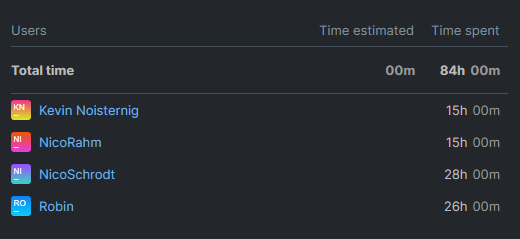 Users Time estimated Time spent
Total time 00m 84h 00m
KN Kevin Noisternig 15h 00m
NI NicoRahm 15h 00m
NI NicoSchrodt 28h 00m
RO Robin 26h 00m